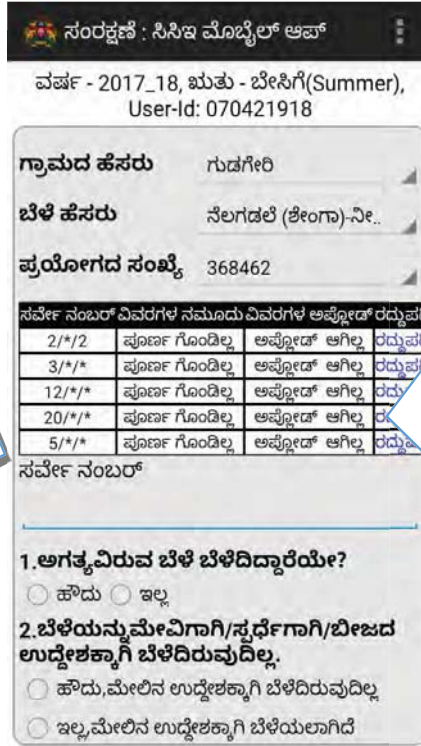 ಸಂರಕ್ಷಣೆ : ಸಿಸಿಇ ಮೊಬೈಲ್ ಆಪ್
ವರ್ಷ - 2017_18, ಋತು - ಬೇಸಿಗೆ(Summer),
User-Id: 070421918
ಗ್ರಾಮದ ಹೆಸರು ಗುಡಗೇರಿ
ಬೆಳೆ ಹೆಸರು ನೆಲಗಡಲೆ (ಶೇಂಗಾ)-ನೀ..
ಪ್ರಯೋಗದ ಸಂಖ್ಯೆ 368462
ಸರ್ವೇ ನಂಬರ್ ವಿವರಗಳ ನಮೂದು ವಿವರಗಳ ಅಪ್ಲೋಡ್ ರದ್ದುಪ
2/*/2 ಪೂರ್ಣ ಗೊಂಡಿಲ್ಲ ಅಪ್ಲೋಡ್ ಆಗಿಲ್ಲ ರದ್ದುಪ
3/*/* ಪೂರ್ಣ ಗೊಂಡಿಲ್ಲ ಅಪ್ಲೋಡ್ ಆಗಿಲ್ಲ ರದ್ದುಪ
12/*/* ಪೂರ್ಣ ಗೊಂಡಿಲ್ಲ ಅಪ್ಲೋಡ್ ಆಗಿಲ್ಲ
20/*/* ಪೂರ್ಣ ಗೊಂಡಿಲ್ಲ ಅಪ್ಲೋಡ್ ಆಗಿಲ್ಲ
5/*/* ಪೂರ್ಣ ಗೊಂಡಿಲ್ಲ ಅಪ್ಲೋಡ್ ಆಗಿಲ್ಲ
ಸರ್ವೇ ನಂಬರ್
1.ಅಗತ್ಯವಿರುವ ಬೆಳೆ ಬೆಳೆದಿದ್ದಾರೆಯೇ?
ಹೌದು ಇಲ್ಲ
2.ಬೆಳೆಯನ್ನುಮೇವಿಗಾಗಿ/ಸ್ಪರ್ಧೆಗಾಗಿ/ಬೀಜದ
ಉದ್ದೇಶಕ್ಕಾಗಿ ಬೆಳೆದಿರುವುದಿಲ್ಲ.
ಹೌದು,ಮೇಲಿನ ಉದ್ದೇಶಕ್ಕಾಗಿ ಬೆಳೆದಿರುವುದಿಲ್ಲ
ಇಲ್ಲ,ಮೇಲಿನ ಉದ್ದೇಶಕ್ಕಾಗಿ ಬೆಳೆಯಲಾಗಿದೆ